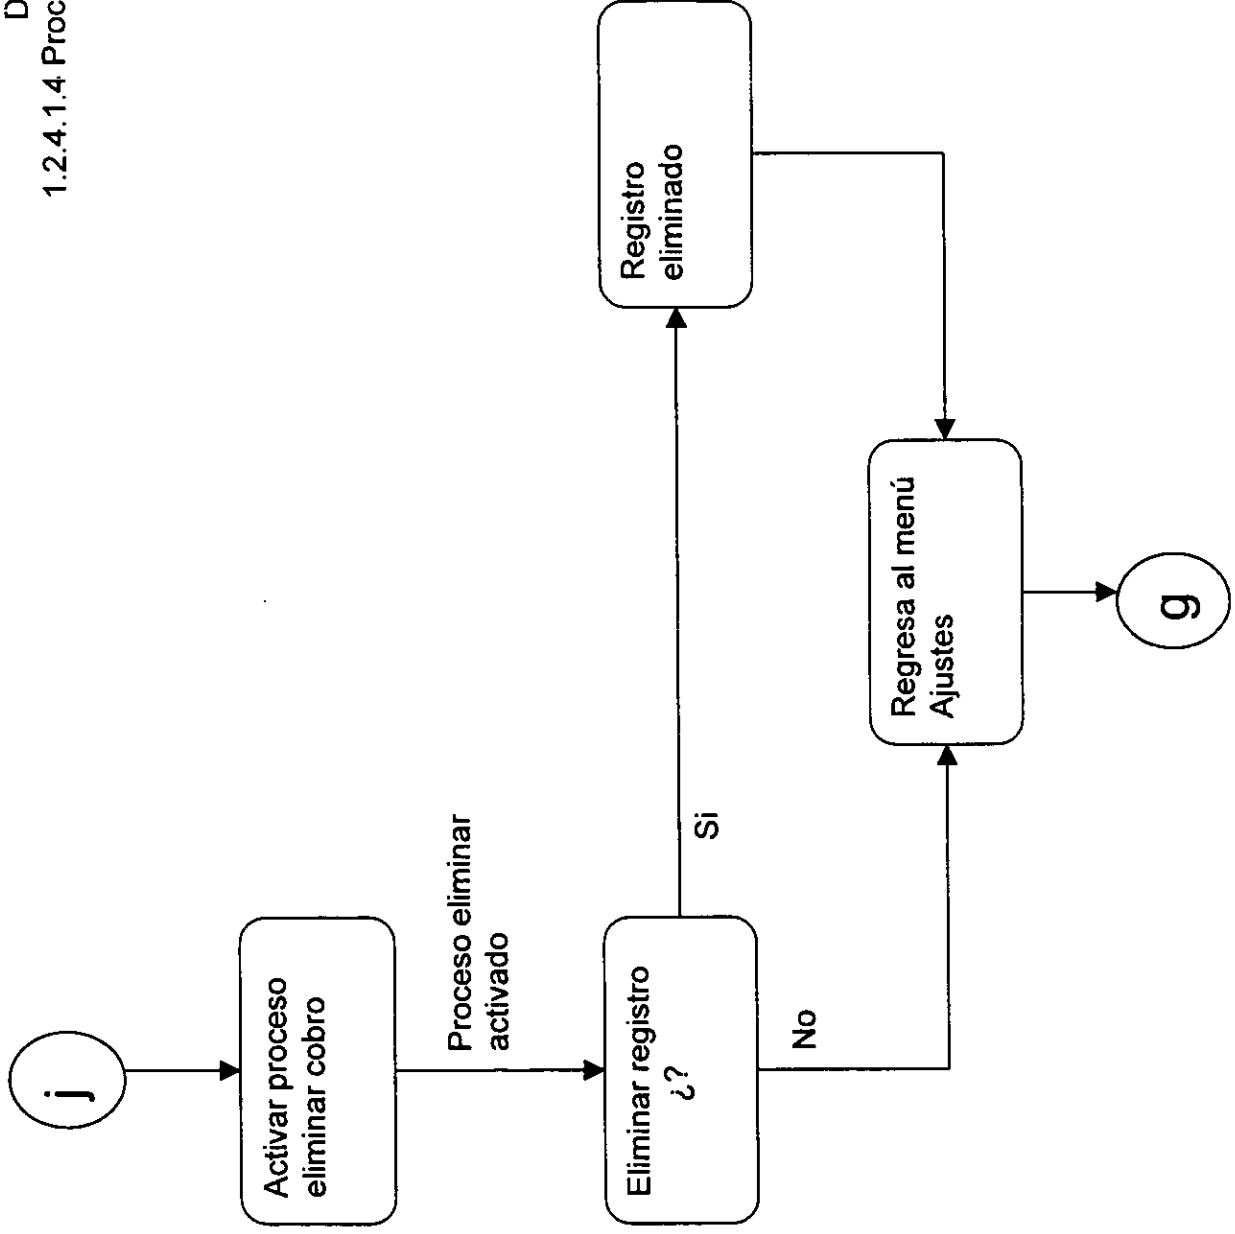 D
1.2.4.1.4 Proc
j
Activar proceso
eliminar cobro
Proceso eliminar
activado
Eliminar registro
¿?
Si
No
Registro
eliminado
Regresa al menú
Ajustes
g